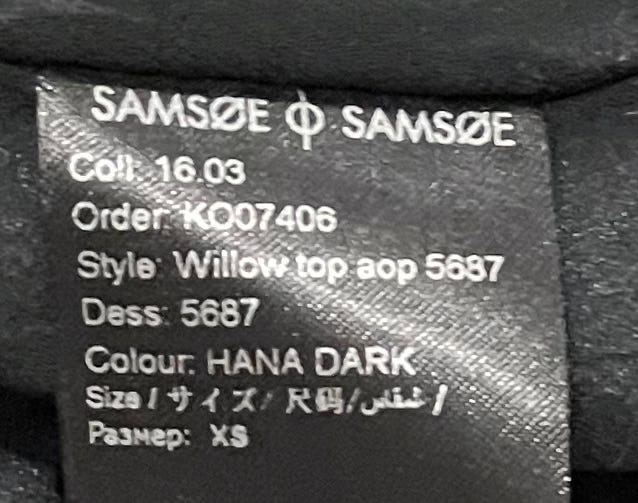 SAMSØE ɸ SAMSØE
Coll. 16.03
Order: KO07406
Style: Willow top aop 5687
Dess: 5687
Colour: HANA DARK
Size / サイズ / 尺码/مقاس /
Размер: XS